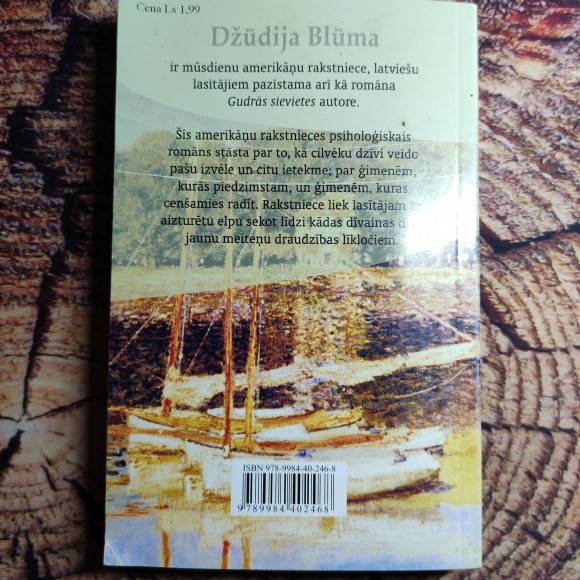 Cena Ls 1,99
Džūdija Blūma
ir mūsdienu amerikāņu rakstniece, latviešu
lasītājiem pazīstama arī kā romāna
Gudrās sievietes autore.
Šis amerikāņu rakstnieces psiholoģiskais
romāns stāsta par to, kā cilvēku dzīvi veido
pašu izvēle un citu ietekme; par ģimenēm,
kurās piedzimstam, un ģimenēm, kuras
cenšamies radīt. Rakstniece liek lasītājam ar
aizturētu elpu sekot līdzi kādas dīvainas
jaunu meiteņu draudzības līkločiem
ISBN 978-9984-40-246-8
9789984402468